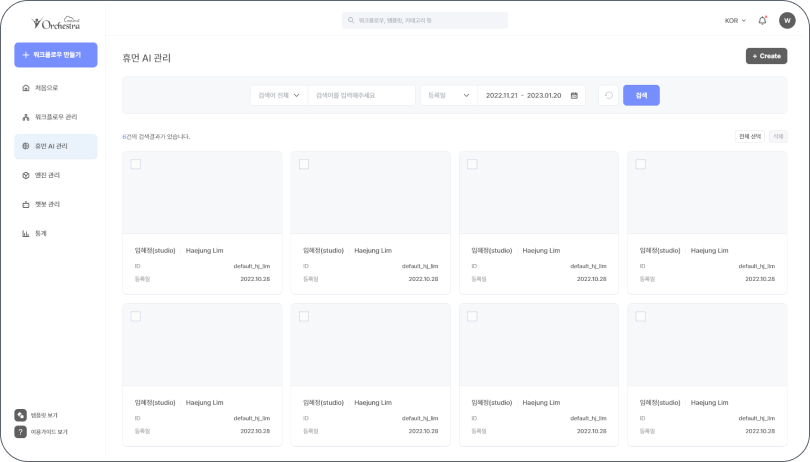 Orchestra
워크플로우, 템플릿, 카테고리 등
KOR
W
+ 워크플로우 만들기
처음으로
워크플로우 관리
휴먼 AI 관리
엔진 관리
챗봇 관리
통계
템플릿 보기
? 이용가이드 보기
휴먼 AI 관리
+ Create
검색어 전체
검색어를 입력해주세요
등록일
2022.11.21 - 2023.01.20
검색
6건의 검색결과가 있습니다.
전체 선택
삭제
임혜정(studio) Haejung Lim
ID default_hj_lim
등록일 2022.10.28
임혜정(studio) Haejung Lim
ID default_hj_lim
등록일 2022.10.28
임혜정(studio) Haejung Lim
ID default_hj_lim
등록일 2022.10.28
임혜정(studio) Haejung Lim
ID default_hj_lim
등록일 2022.10.28
임혜정(studio) Haejung Lim
ID default_hj_lim
등록일 2022.10.28
임혜정(studio) Haejung Lim
ID default_hj_lim
등록일 2022.10.28
임혜정(studio) Haejung Lim
ID default_hj_lim
등록일 2022.10.28
임혜정(studio) Haejung Lim
ID default_hj_lim
등록일 2022.10.28